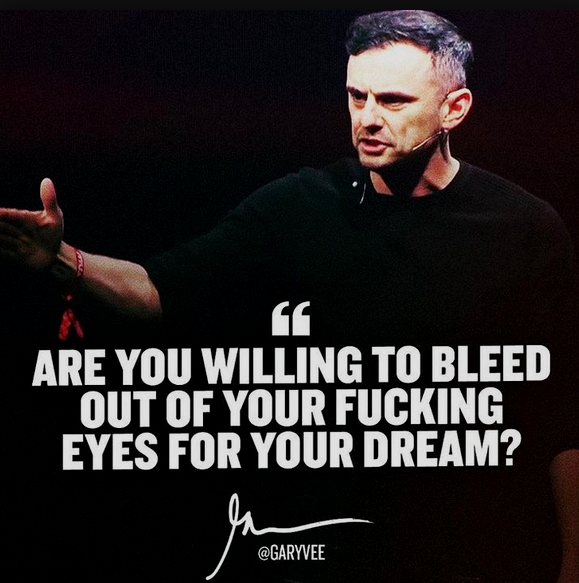 “
ARE YOU WILLING TO BLEED
OUT OF YOUR FUCKING
EYES FOR YOUR DREAM?
@GARYVEE